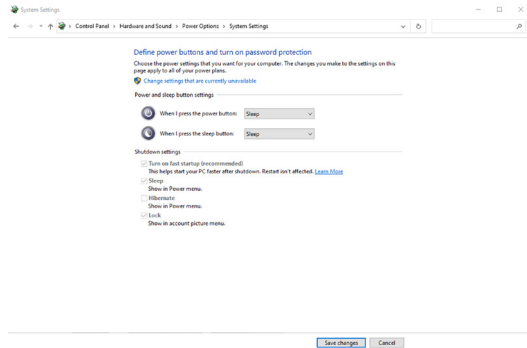 System Settings
Control Panel > Hardware and Sound > Power Options > System Settings
Define power buttons and turn on password protection
Choose the power settings that you want for your computer. The changes you make to the settings on this
page apply to all of your power plans.
Change settings that are currently unavailable
Power and sleep button settings
When I press the power button: Sleep
When I press the sleep button: Sleep
Shutdown settings
Turn on fast startup (recommended)
This helps start your PC faster after shutdown. Restart isn't affected. Learn More
Sleep
Show in Power menu.
Hibernate
Show in Power menu.
Lock
Show in account picture menu.
Save changes Cancel